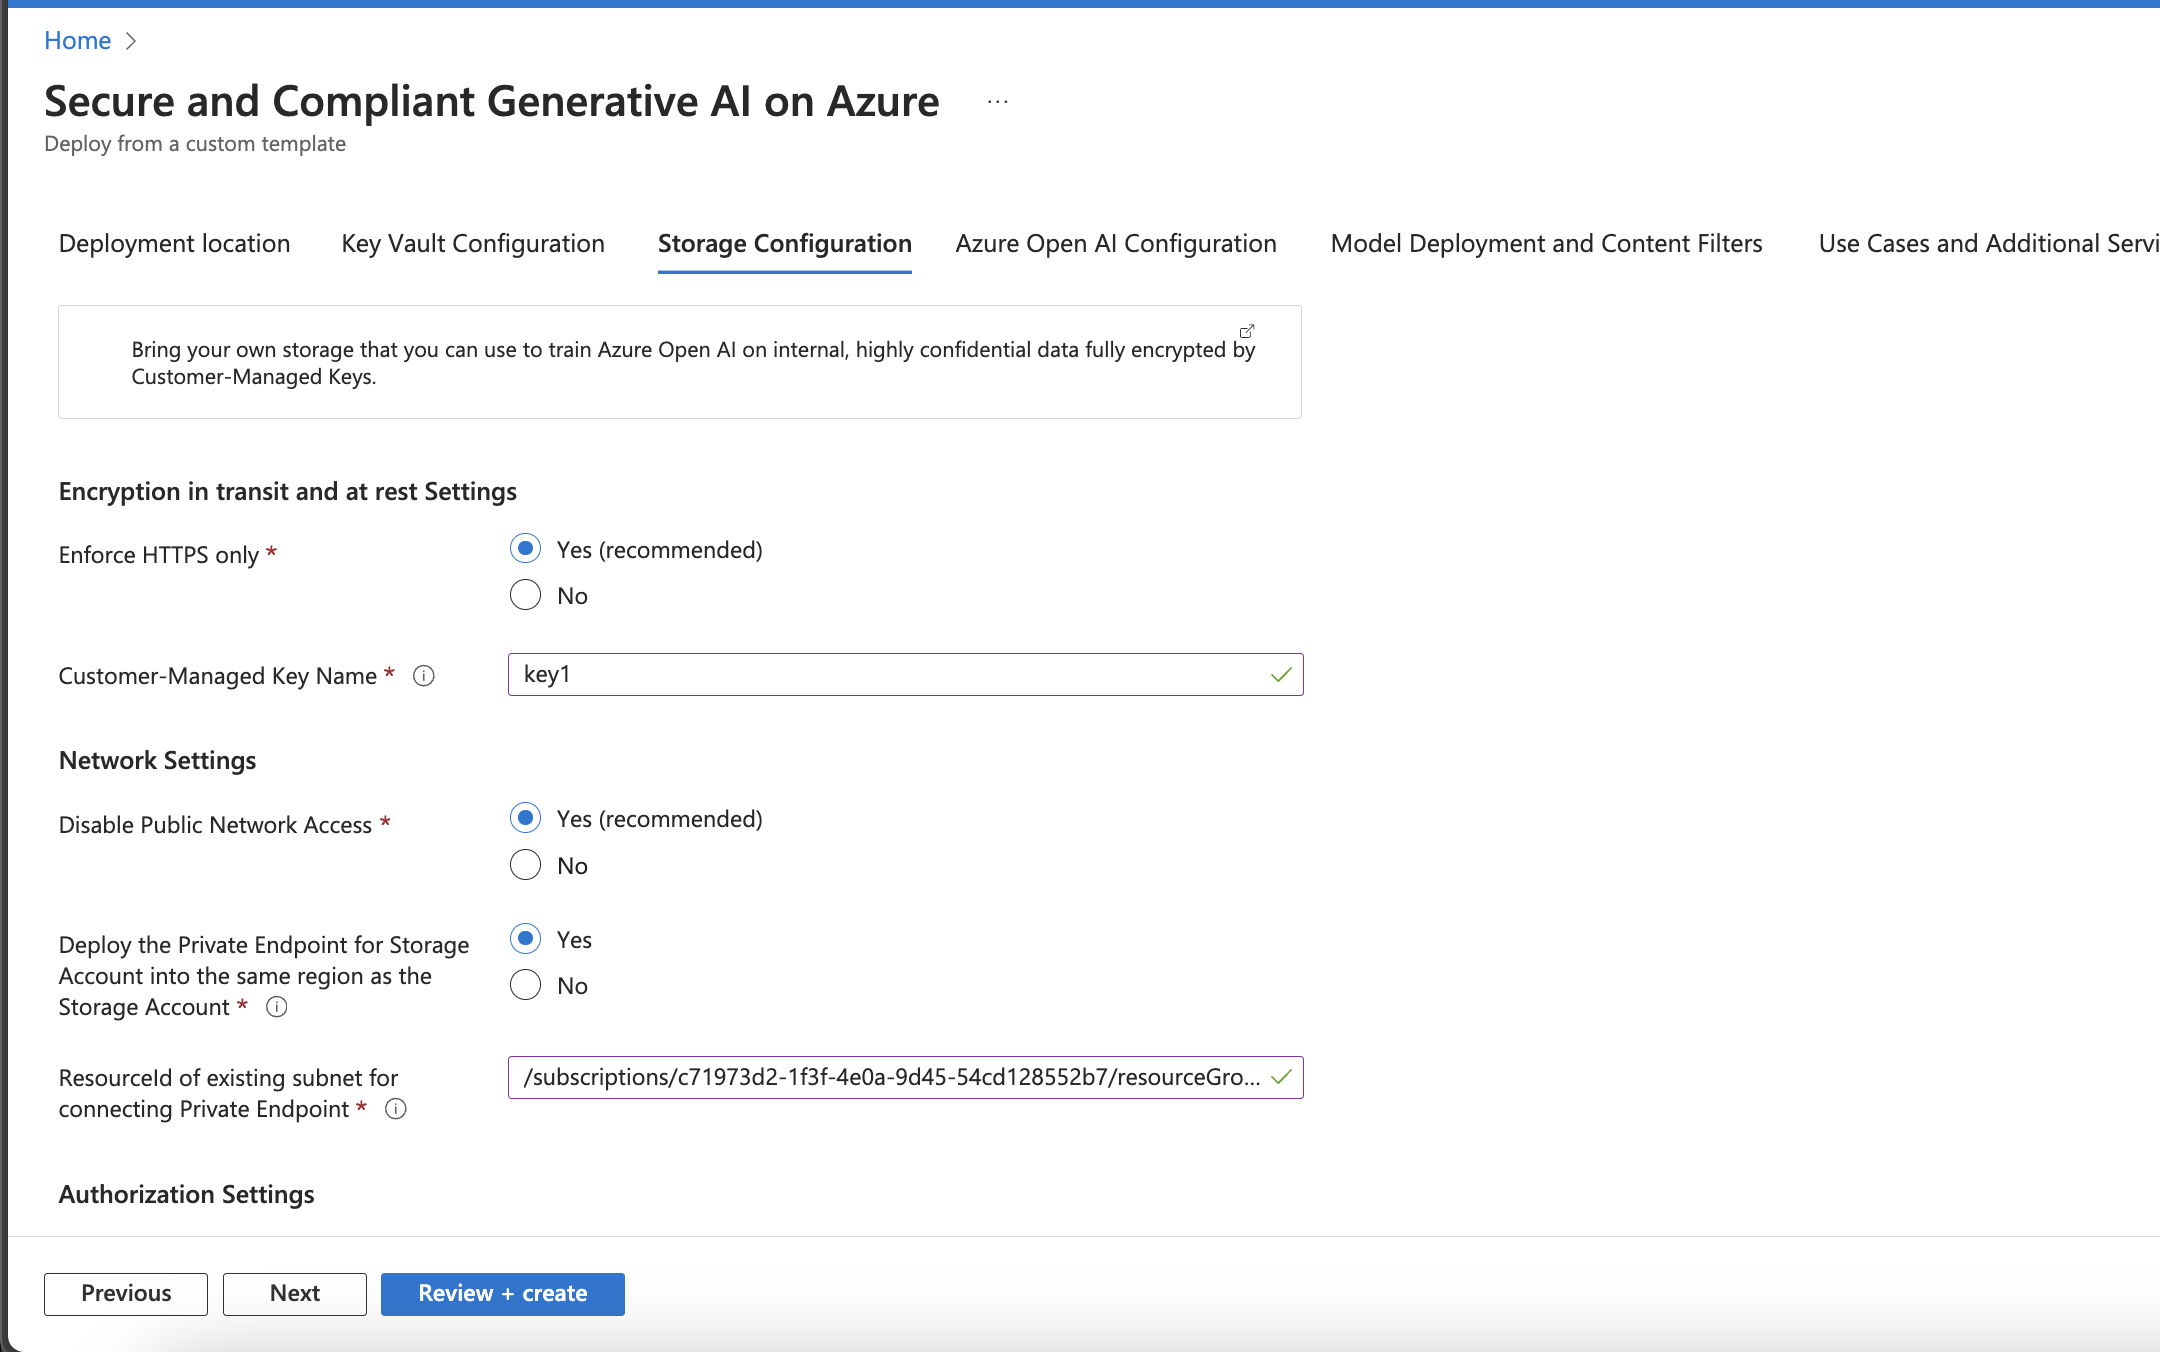 Home
Secure and Compliant Generative AI on Azure ...
Deploy from a custom template
Deployment location Key Vault Configuration Storage Configuration Azure Open AI Configuration Model Deployment and Content Filters Use Cases and Additional Servi
Bring your own storage that you can use to train Azure Open AI on internal, highly confidential data fully encrypted by
Customer-Managed Keys.
Encryption in transit and at rest Settings
Enforce HTTPS only *
Yes (recommended)
No
Customer-Managed Key Name *
key1
Network Settings
Disable Public Network Access *
Yes (recommended)
No
Deploy the Private Endpoint for Storage
Account into the same region as the
Storage Account *
Yes
No
ResourceId of existing subnet for
connecting Private Endpoint *
/subscriptions/c71973d2-1f3f-4e0a-9d45-54cd128552b7/resourceGro...
Authorization Settings
Previous
Next
Review + create